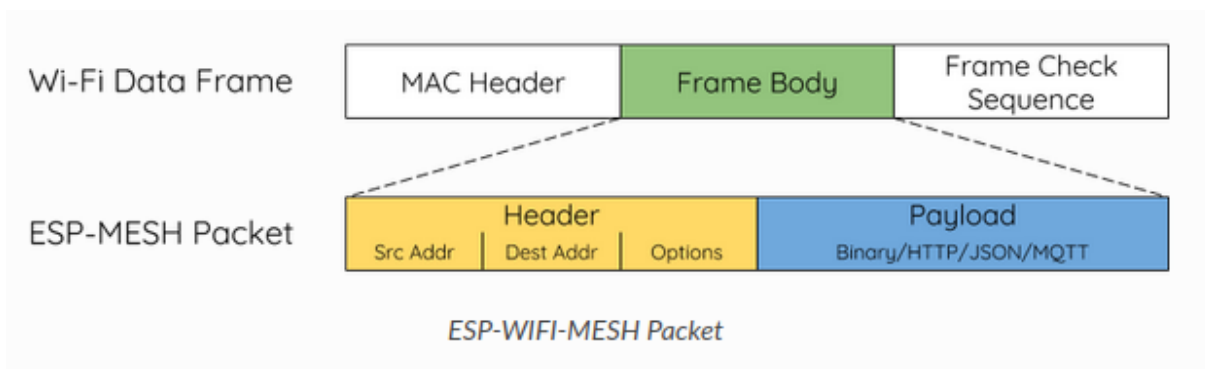 Wi-Fi Data Frame
MAC Header
Frame Body
Frame Check
Sequence
ESP-MESH Packet
Header
Src Addr
Dest Addr
Options
Payload
Binary/HTTP/JSON/MQTT
ESP-WIFI-MESH Packet